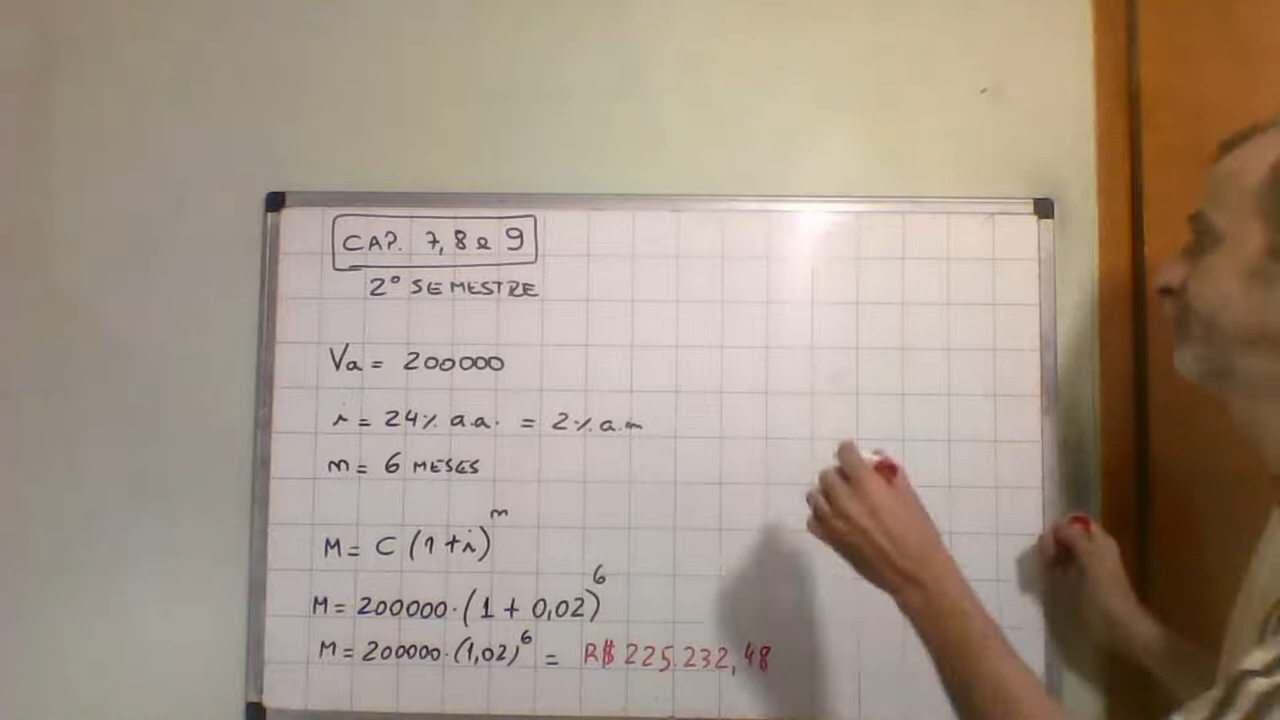 CAP. 7, 8 e 9
2º SEMESTRE
Va = 200000
i = 24% a.a. = 2% a.m
n = 6 MESES
M = C (1 + i)^n
M = 200000 · (1 + 0,02)^6
M = 200000 · (1,02)^6 = R$ 225.232,48